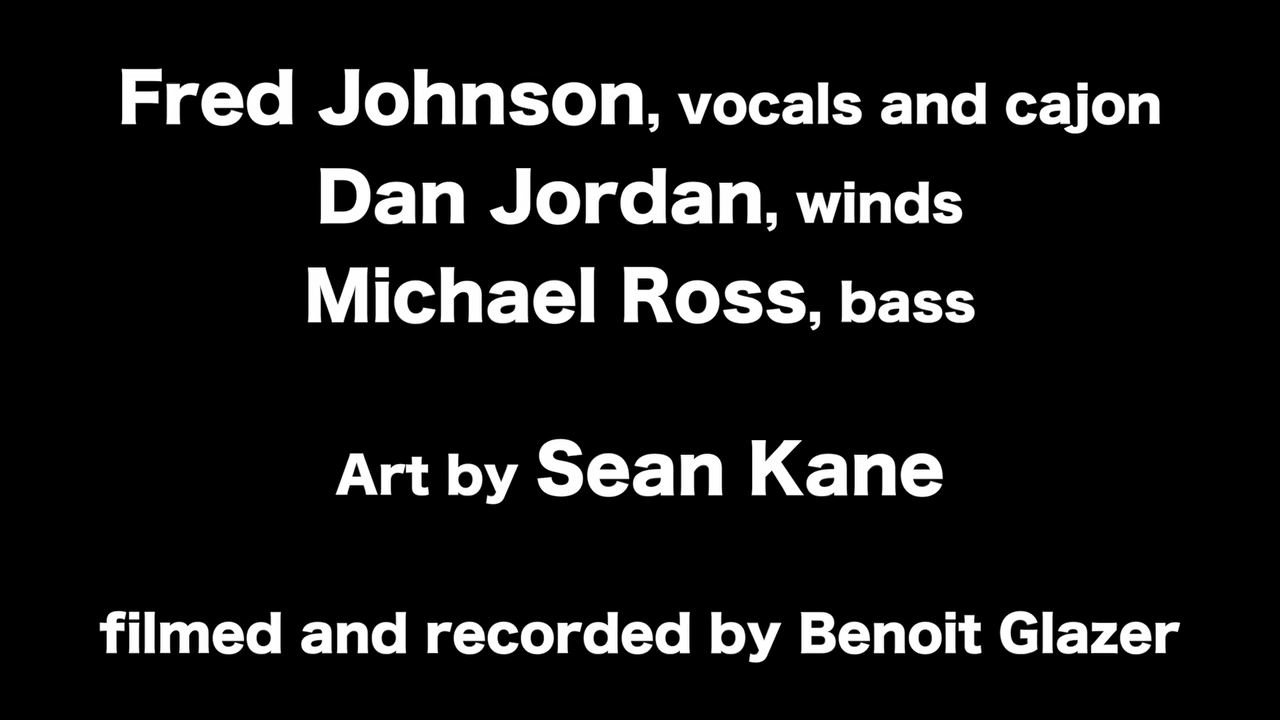 Fred Johnson, vocals and cajon
Dan Jordan, winds
Michael Ross, bass
Art by Sean Kane
filmed and recorded by Benoit Glazer